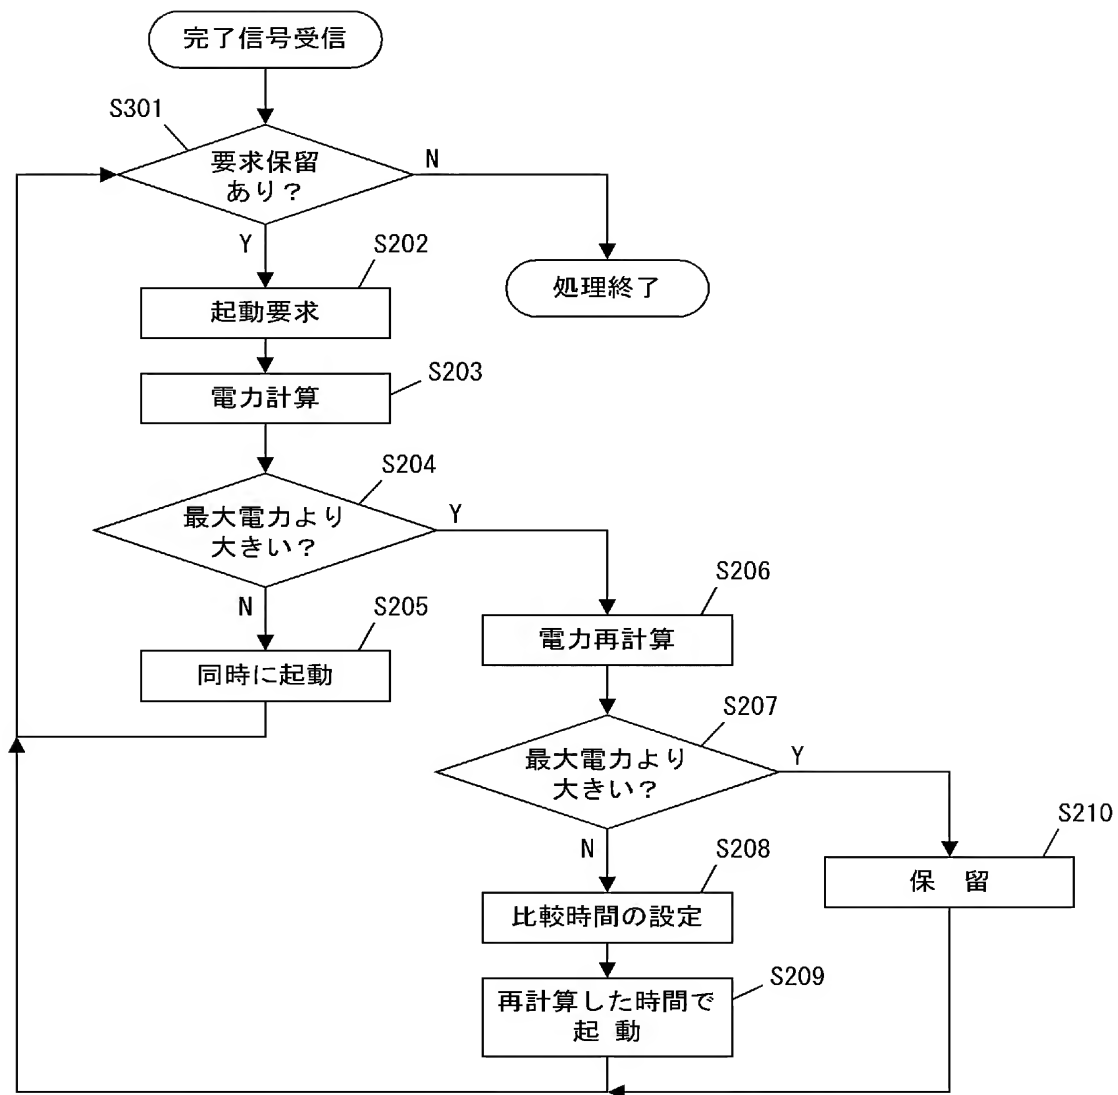 完了信号受信
S301
要求保留
あり？
N
Y
S202
起動要求
処理終了
S203
電力計算
S204
最大電力より
大きい？
Y
N
S205
同時に起動
S206
電力再計算
S207
最大電力より
大きい？
Y
N
S208
比較時間の設定
S210
保 留
S209
再計算した時間で
起 動